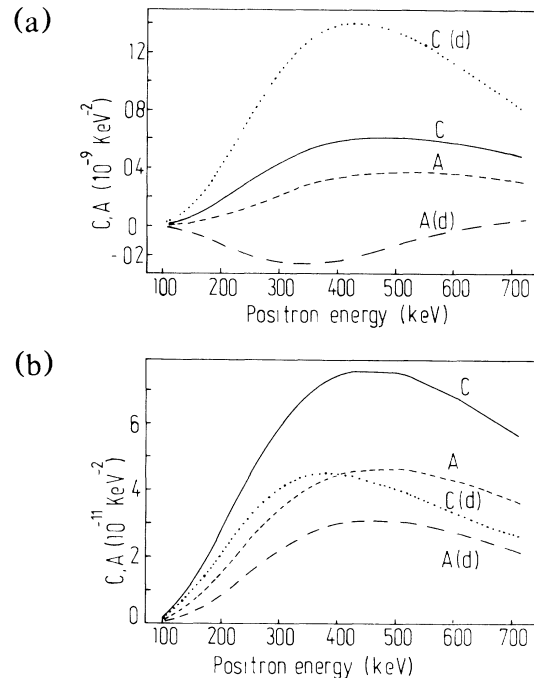 (a)
C,A (10⁻⁹ KeV⁻²)
12
08
04
0
-02
C(d)
C
A
A(d)
100 200 300 400 500 600 700
Positron energy (keV)
(b)
C,A (10⁻¹¹ KeV⁻²)
6
4
2
0
C
A
C(d)
A(d)
100 200 300 400 500 600 700
Positron energy (keV)